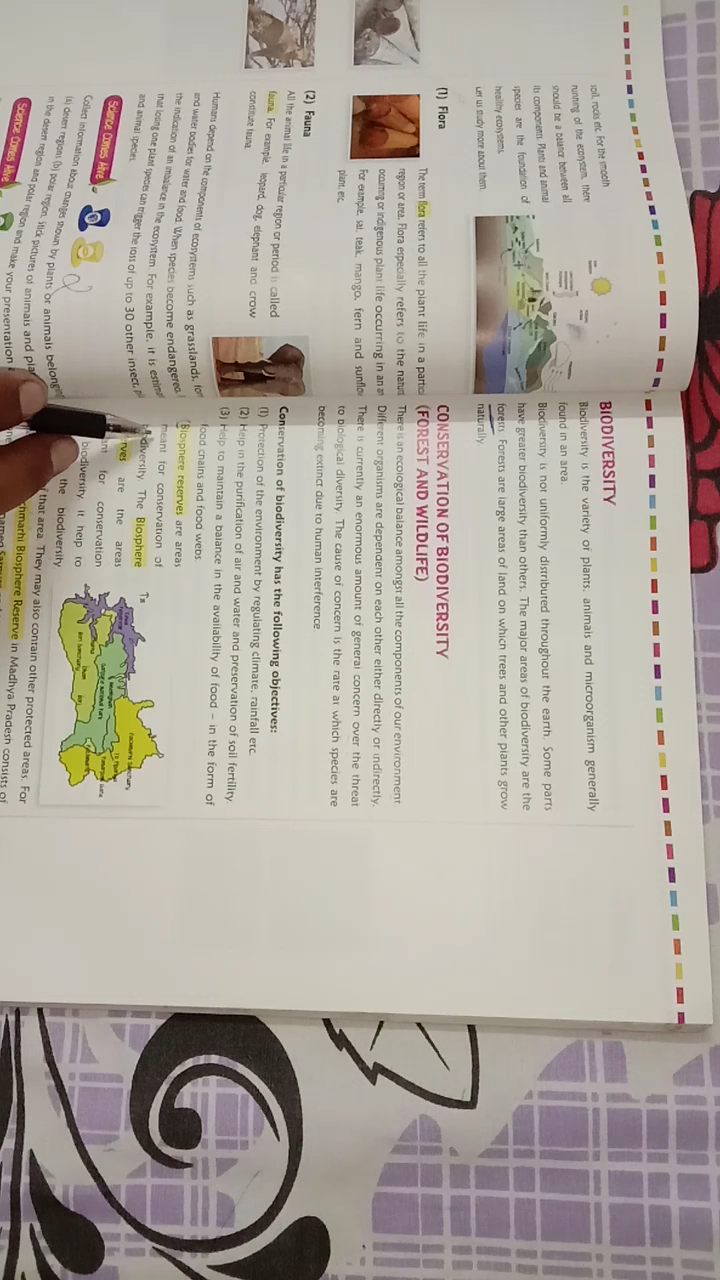 soil, rocks etc. For the smooth
running of the ecosystem, there
should be a balance between all
its components. Plants and animal
species are the foundation of
healthy ecosystems.
Let us study more about them.
(1) Flora
The term flora refers to all the plant life in a
region or area. Flora especially refers to the
occurring or indigenous plant life occurring in an
For example, sal, teak, mango, fern and
plant, etc.
(2) Fauna
All the animal life in a particular region or period is called
fauna. For example, leopard, dog, elephant and crow
constitute fauna.
Humans depend on the components of ecosystems such as grasslands,
and water bodies for water and food. When species become endangered,
the indication of an imbalance in the ecosystem. For example, it is
that losing one plant species can trigger the loss of up to 30 other insect,
and animal species.
Science Comes Alive
Collect information about changes shown by plants or animals
(a) desert regions (b) polar region. Stick pictures of animals and
in the desert region and polar region and make your presentation
Science Comes Alive
BIODIVERSITY
Biodiversity is the variety of plants, animals and microorganism generally
found in an area.
Biodiversity is not uniformly distributed throughout the earth. Some parts
have greater biodiversity than others. The major areas of biodiversity are the
forests. Forests are large areas of land on which trees and other plants grow
naturally.
CONSERVATION OF BIODIVERSITY
(FOREST AND WILDLIFE)
There is an ecological balance amongst all the components of our environment.
Different organisms are dependent on each other either directly or indirectly.
There is currently an enormous amount of general concern over the threat
to biological diversity. The cause of concern is the rate at which species are
becoming extinct due to human interference.
Conservation of biodiversity has the following objectives:
(1) Protection of the environment by regulating climate, rainfall etc.
(2) Help in the purification of air and water and preservation of soil fertility.
(3) Help to maintain a balance in the availability of food – in the form of
food chains and food webs.
Biosphere reserves are areas
meant for conservation of
The Biosphere
are the areas
for conservation
biodiversity, it help to
the biodiversity
that area. They may also contain other protected areas. For
Biosphere Reserve in Madhya Pradesh consists of